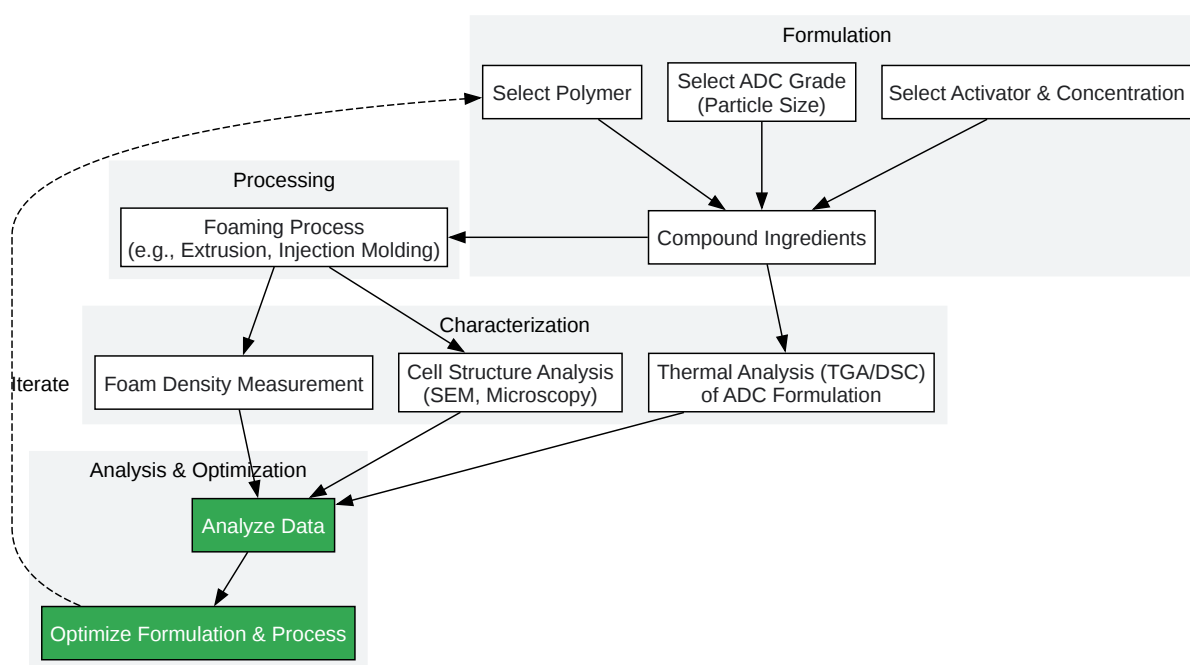 Formulation
Select Polymer
Select ADC Grade
(Particle Size)
Select Activator & Concentration
Processing
Foaming Process
(e.g., Extrusion, Injection Molding)
Compound Ingredients
Characterization
Iterate
Foam Density Measurement
Cell Structure Analysis
(SEM, Microscopy)
Thermal Analysis (TGA/DSC)
of ADC Formulation
Analysis & Optimization
Analyze Data
Optimize Formulation & Process